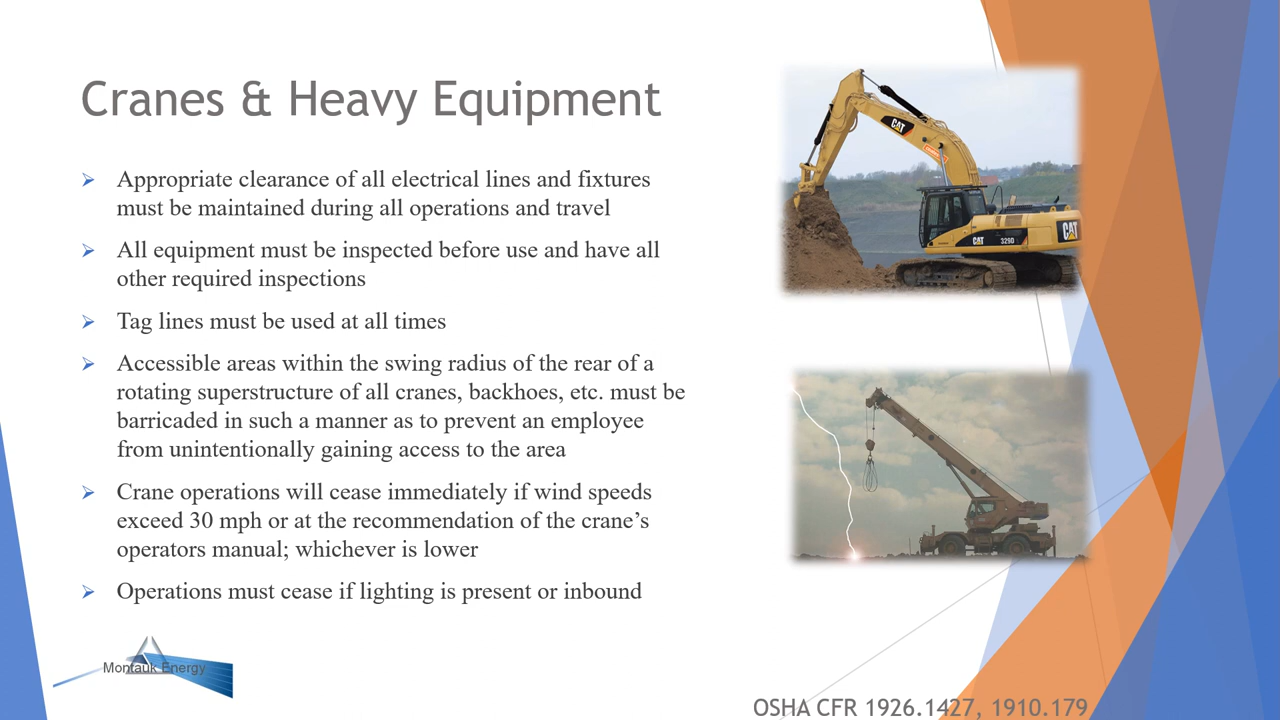 Cranes & Heavy Equipment
Appropriate clearance of all electrical lines and fixtures
must be maintained during all operations and travel
All equipment must be inspected before use and have all
other required inspections
Tag lines must be used at all times
Accessible areas within the swing radius of the rear of a
rotating superstructure of all cranes, backhoes, etc. must be
barricaded in such a manner as to prevent an employee
from unintentionally gaining access to the area
Crane operations will cease immediately if wind speeds
exceed 30 mph or at the recommendation of the crane’s
operators manual; whichever is lower
Operations must cease if lighting is present or inbound
CAT
CAT
329D
CAT
Montauk Energy
OSHA CFR 1926.1427, 1910.179